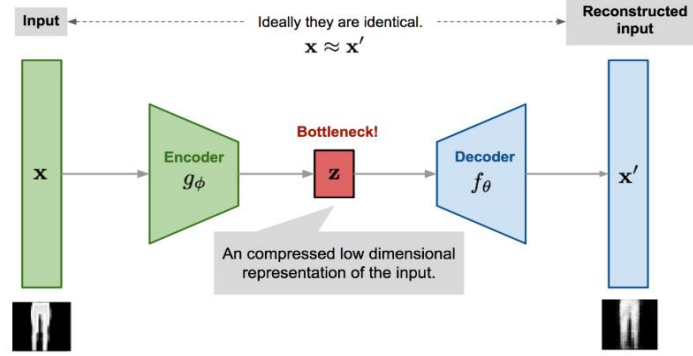 Input
Ideally they are identical.
x ≈ x′
Reconstructed
input
Bottleneck!
x
Encoder
gϕ
z
Decoder
fθ
x′
An compressed low dimensional
representation of the input.